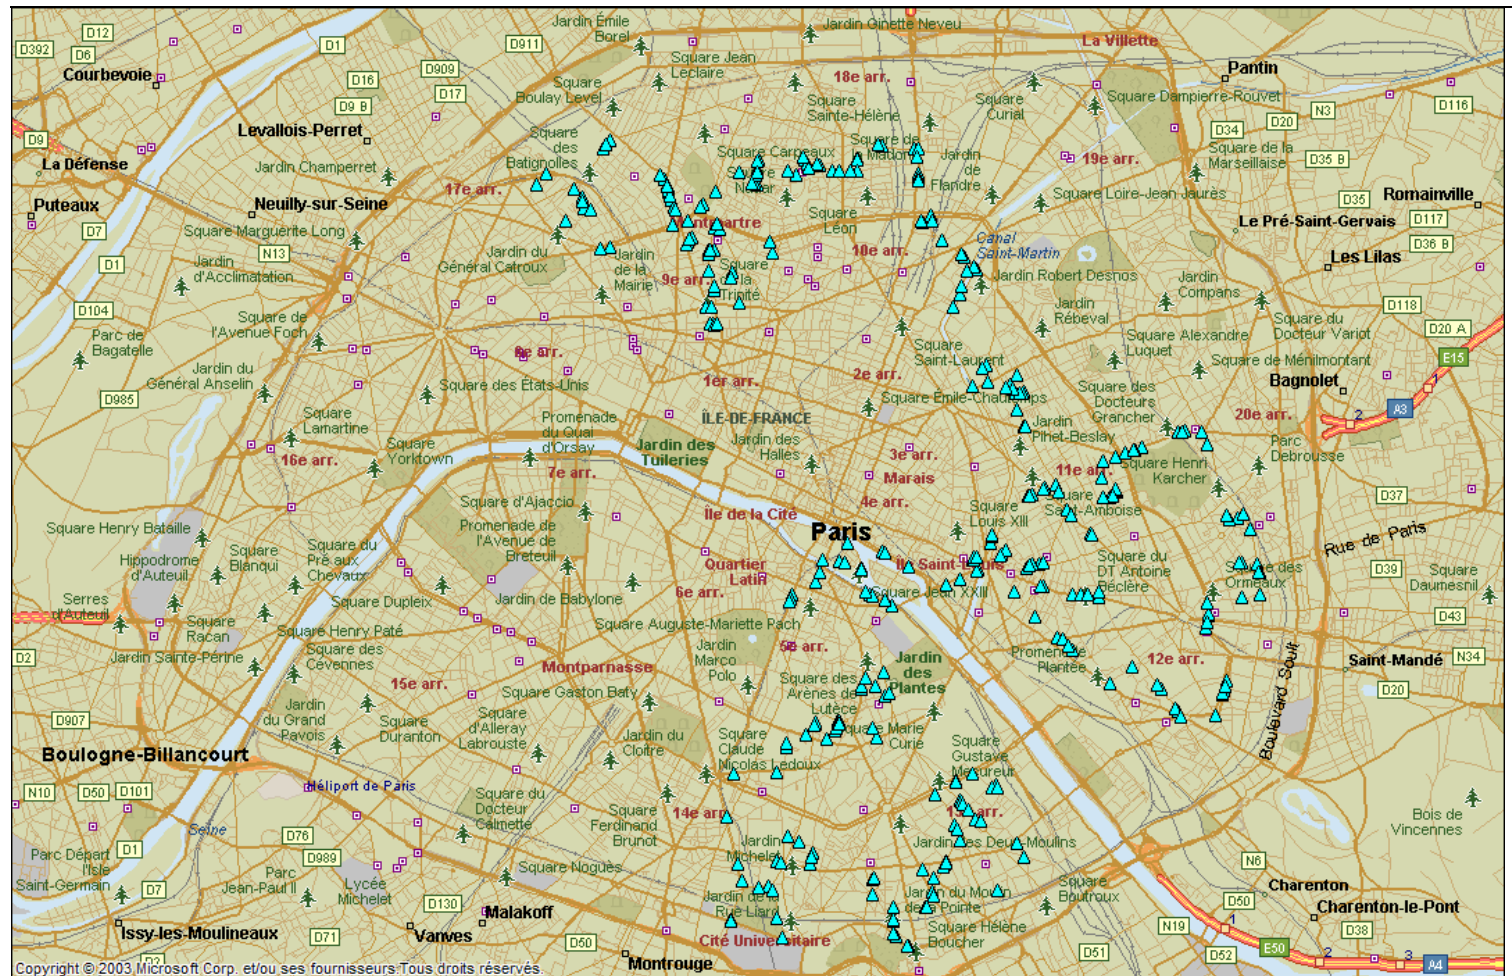 D392
D12
D6
Courbevoie
D1
D16
D9 B
D911
D909
D17
Jardin Émile
Borel
Square Jean
Leclaire
Square
Boulay Level
Jardin Ginette Neveu
18e arr.
Square
Sainte-Hélène
La Villette
Pantin
Square
Curial
Square Dampierre-Rouvet
N3
D20
D116
D34
D9
La Défense
Levallois-Perret
Jardin Champerret
Square
des
Batignolles
17e arr.
Square Carpeaux
Jardin
de
Flandre
19e arr.
Square de la
Marseillaise
D35 B
Square Loire-Jean Jaurès
D35
Romainville
Puteaux
D7
Neuilly-sur-Seine
Square Marguerite Long
N13
Jardin
d'Acclimatation
D1
Jardin du
Général Catroux
Jardin
de la
Mairie
Montmartre
Square
Léon
10e arr.
9e arr.
Square
de la
Trinité
Canal
Saint-Martin
Jardin Robert Desnos
Le Pré-Saint-Gervais
D117
D36 B
Les Lilas
D118
D104
Square de
l'Avenue Foch
Parc de
Bagatelle
Jardin du
Général Anselin
D985
8e arr.
Square des États-Unis
1er arr.
2e arr.
Square
Saint-Laurent
Jardin
Rébeval
Jardin
Compans
Square du
Docteur Variot
D20 A
E15
Square Alexandre
Luquet
Square de Ménilmontant
Bagnolet
1
A3
2
Square
Lamartine
16e arr.
Square
Yorktown
Promenade
du Quai
d'Orsay
7e arr.
ÎLE-DE-FRANCE
Jardin des
Tuileries
Jardin des
Halles
Square Émile-Chautemps
Square des
Docteurs
Grancher
20e arr.
Jardin
Pihet-Beslay
Parc
Debrousse
3e arr.
Marais
4e arr.
11e arr.
Square Henri
Karcher
Square
Saint-Amboise
D37
Square Henry Bataille
Square d'Ajaccio
Île de la Cité
Square
Louis XIII
Paris
Rue de Paris
Hippodrome
d'Auteuil
Square
Blanqui
Square du
Pré aux
Chevaux
Promenade de
l'Avenue de
Breteuil
Quartier
Latin
Île Saint-Louis
Square du
DT Antoine
Béclère
Square des
Ormeaux
D39
Square
Daumesnil
Serres
d'Auteuil
Square
Racan
Square Dupleix
Jardin de Babylone
6e arr.
Square Jean XXIII
D43
Square Henry Paté
Square Auguste-Mariette Pach
D2
Jardin Sainte-Périne
Square des
Cévennes
Montparnasse
Jardin
Marco
Polo
5e arr.
Jardin
des
Plantes
Promenade
Plantée
12e arr.
Saint-Mandé
N34
D20
15e arr.
Square Gaston Baty
Square des
Arènes de
Lutèce
Boulevard Soult
D907
Jardin
du Grand
Pavois
Square
Duranton
Square
d'Alleray
Labrouste
Jardin du
Cloître
Square
Claude
Nicolas Ledoux
Square Marie
Curie
Square
Gustave
Mesureur
Boulogne-Billancourt
N10
D50
D101
Héliport de Paris
Square du
Docteur
Calmette
Square
Ferdinand
Brunot
14e arr.
13e arr.
Bois de
Vincennes
Seine
D76
D1
D989
Parc Départ
l'Isle
Saint-Germain
Jardin
Michelet
Jardin des Deux-Moulins
Parc
Jean-Paul II
Lycée
Michelet
Square Noguès
N6
D7
D130
Malakoff
Jardin de la
Rue Liard
Jardin du Moulin
de la Pointe
Square
Boutroux
Charenton
D50
Charenton-le-Pont
Issy-les-Moulineaux
D71
Vanves
D50
Cité Universitaire
Square Hélène
Boucher
N19
1
D38
D51
D52
E50
2
3
A4
Montrouge
Copyright © 2003 Microsoft Corp. et/ou ses fournisseurs Tous droits réservés.